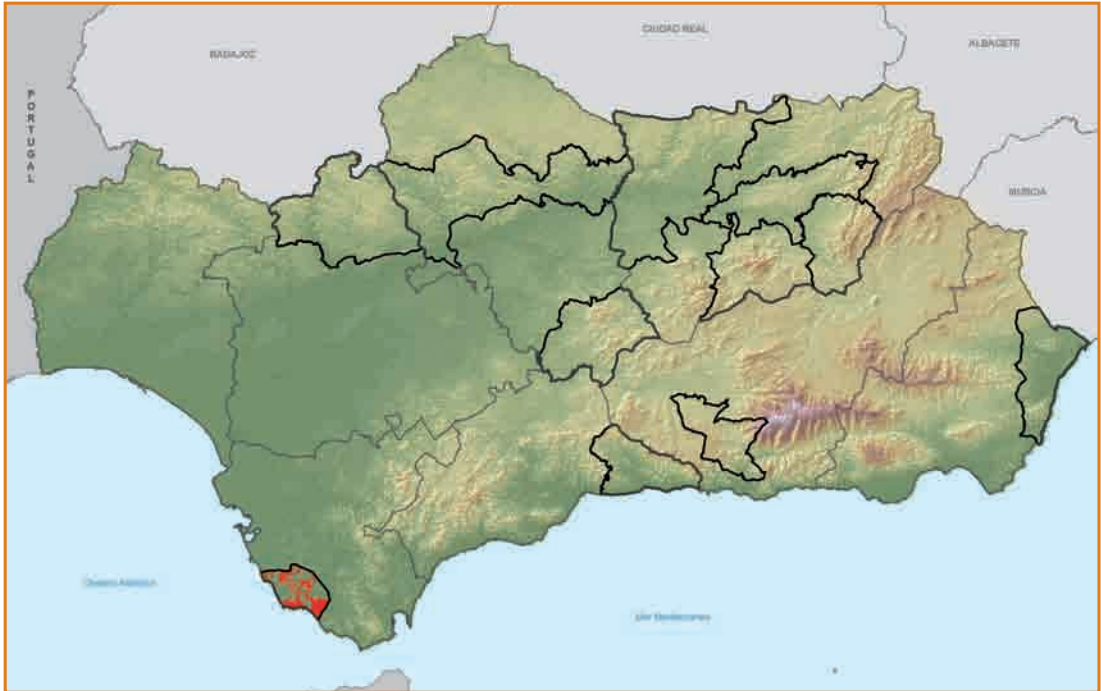 CIUDAD REAL
BADAJOZ
ALBACETE
PORTUGAL
MURCIA
Océano Atlántico
Mar Mediterráneo